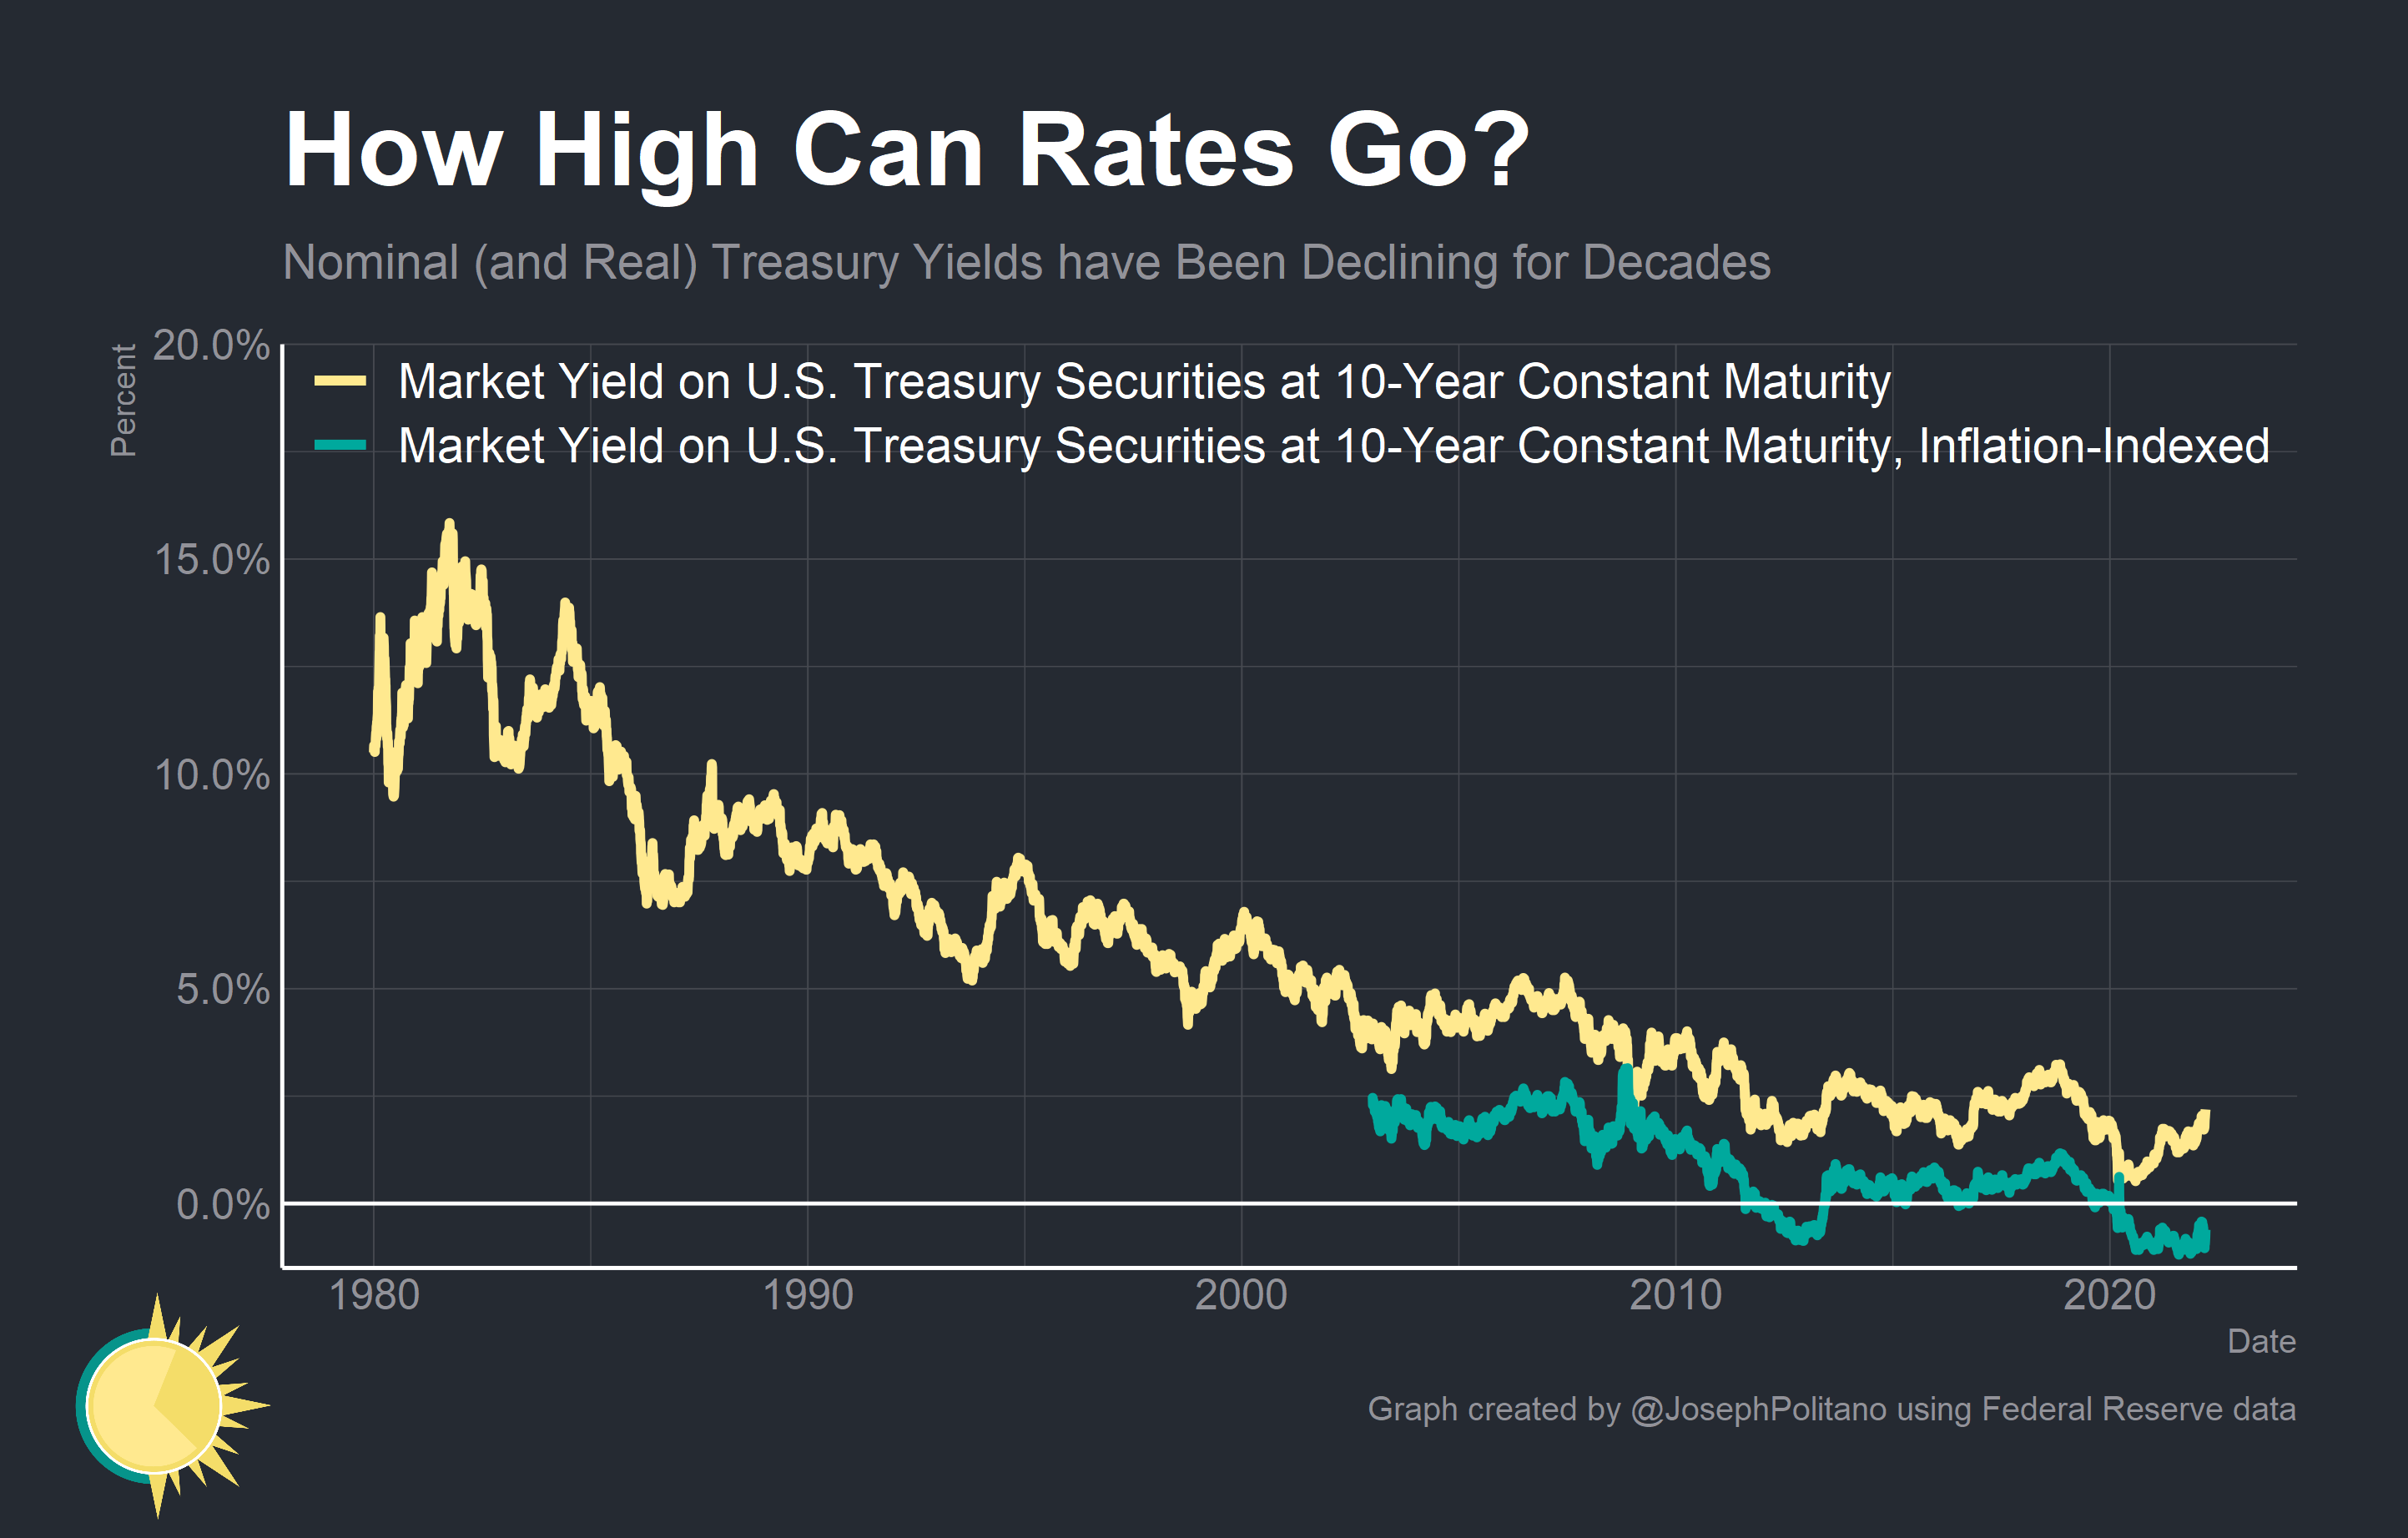 How High Can Rates Go?
Nominal (and Real) Treasury Yields have Been Declining for Decades
Percent
20.0%
15.0%
10.0%
5.0%
0.0%
Market Yield on U.S. Treasury Securities at 10-Year Constant Maturity
Market Yield on U.S. Treasury Securities at 10-Year Constant Maturity, Inflation-Indexed
1980 1990 2000 2010 2020
Date
Graph created by @JosephPolitano using Federal Reserve data